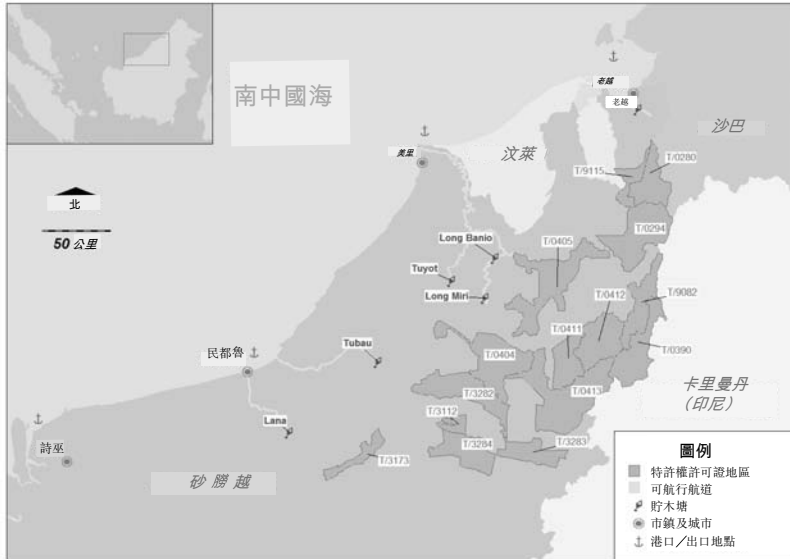 南中國海
老越
老越
沙巴
美里
汶萊
T/9115
T/0280
北
50 公里
T/0294
Long Banio
T/0405
Tuyot
Long Miri
T/0412
T/9082
T/0411
民都魯
Tubau
T/0404
T/0390
卡里曼丹
(印尼)
T/3282
T/0413
T/3112
Lana
T/3284
T/3283
詩巫
T/3173
砂勝越
圖例
特許權許可證地區
可航行航道
貯木塘
市鎮及城市
港口／出口地點